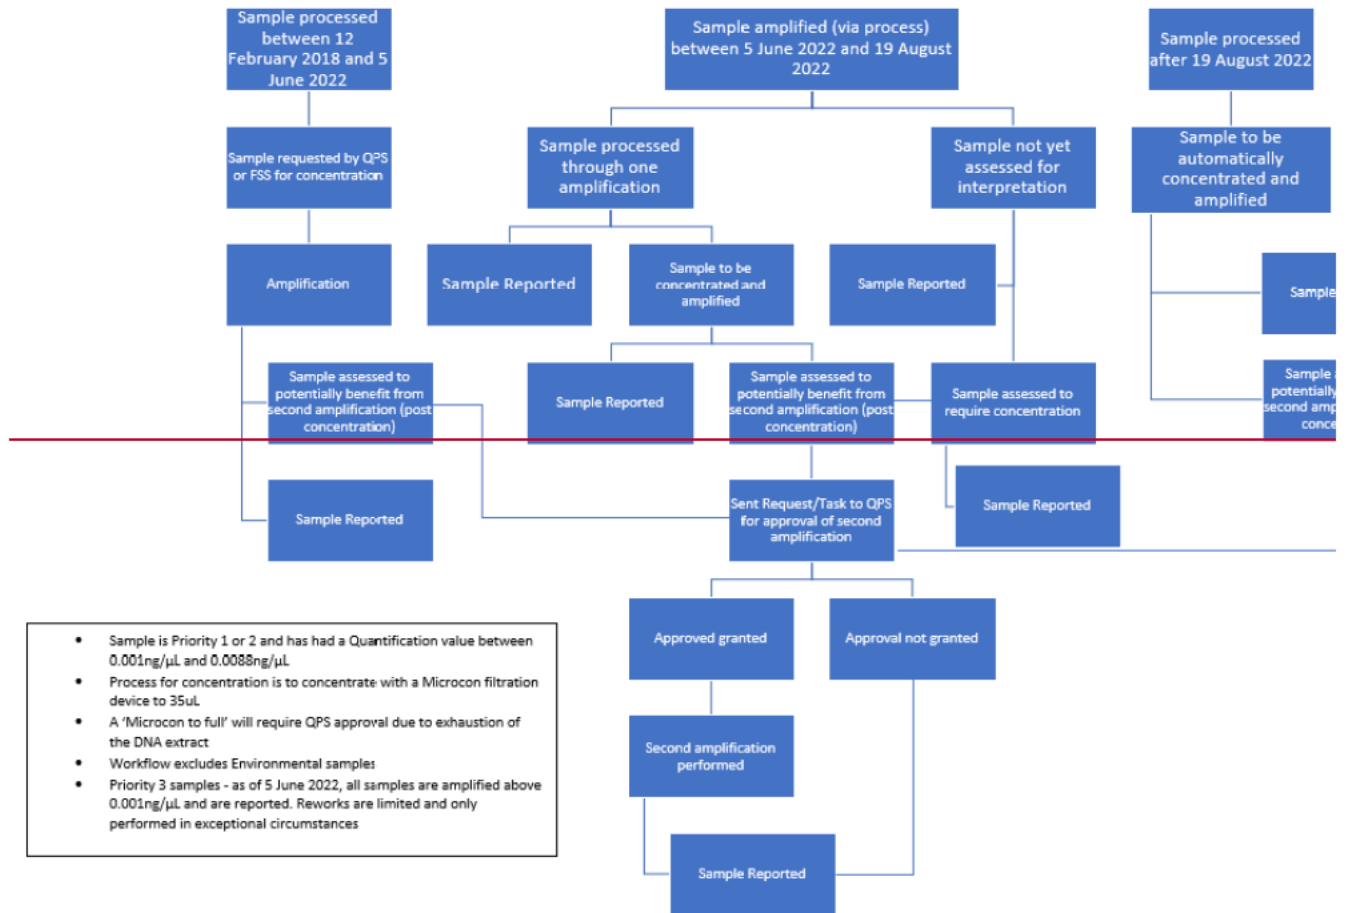 Sample processed
between 12
February 2018 and 5
June 2022
Sample amplified (via process)
between 5 June 2022 and 19 August
2022
Sample processed
after 19 August 2022
Sample requested by QPS
or FSS for concentration
Sample processed
through one
amplification
Sample not yet
assessed for
interpretation
Sample to be
automatically
concentrated and
amplified
Amplification
Sample Reported
Sample to be
concentrated and
amplified
Sample Reported
Sample
Sample assessed to
potentially benefit from
second amplification (post
concentration)
Sample Reported
Sample assessed to
potentially benefit from
second amplification (post
concentration)
Sample assessed to
require concentration
Sample
potentially
second amp
conce
Sample Reported
Sent Request/Task to QPS
for approval of second
amplification
Sample Reported
Approved granted
Approval not granted
Second amplification
performed
Sample Reported
• Sample is Priority 1 or 2 and has had a Quantification value between
0.001ng/µL and 0.0088ng/µL
• Process for concentration is to concentrate with a Microcon filtration
device to 35uL
• A ‘Microcon to full’ will require QPS approval due to exhaustion of
the DNA extract
• Workflow excludes Environmental samples
• Priority 3 samples - as of 5 June 2022, all samples are amplified above
0.001ng/µL and are reported. Reworks are limited and only
performed in exceptional circumstances